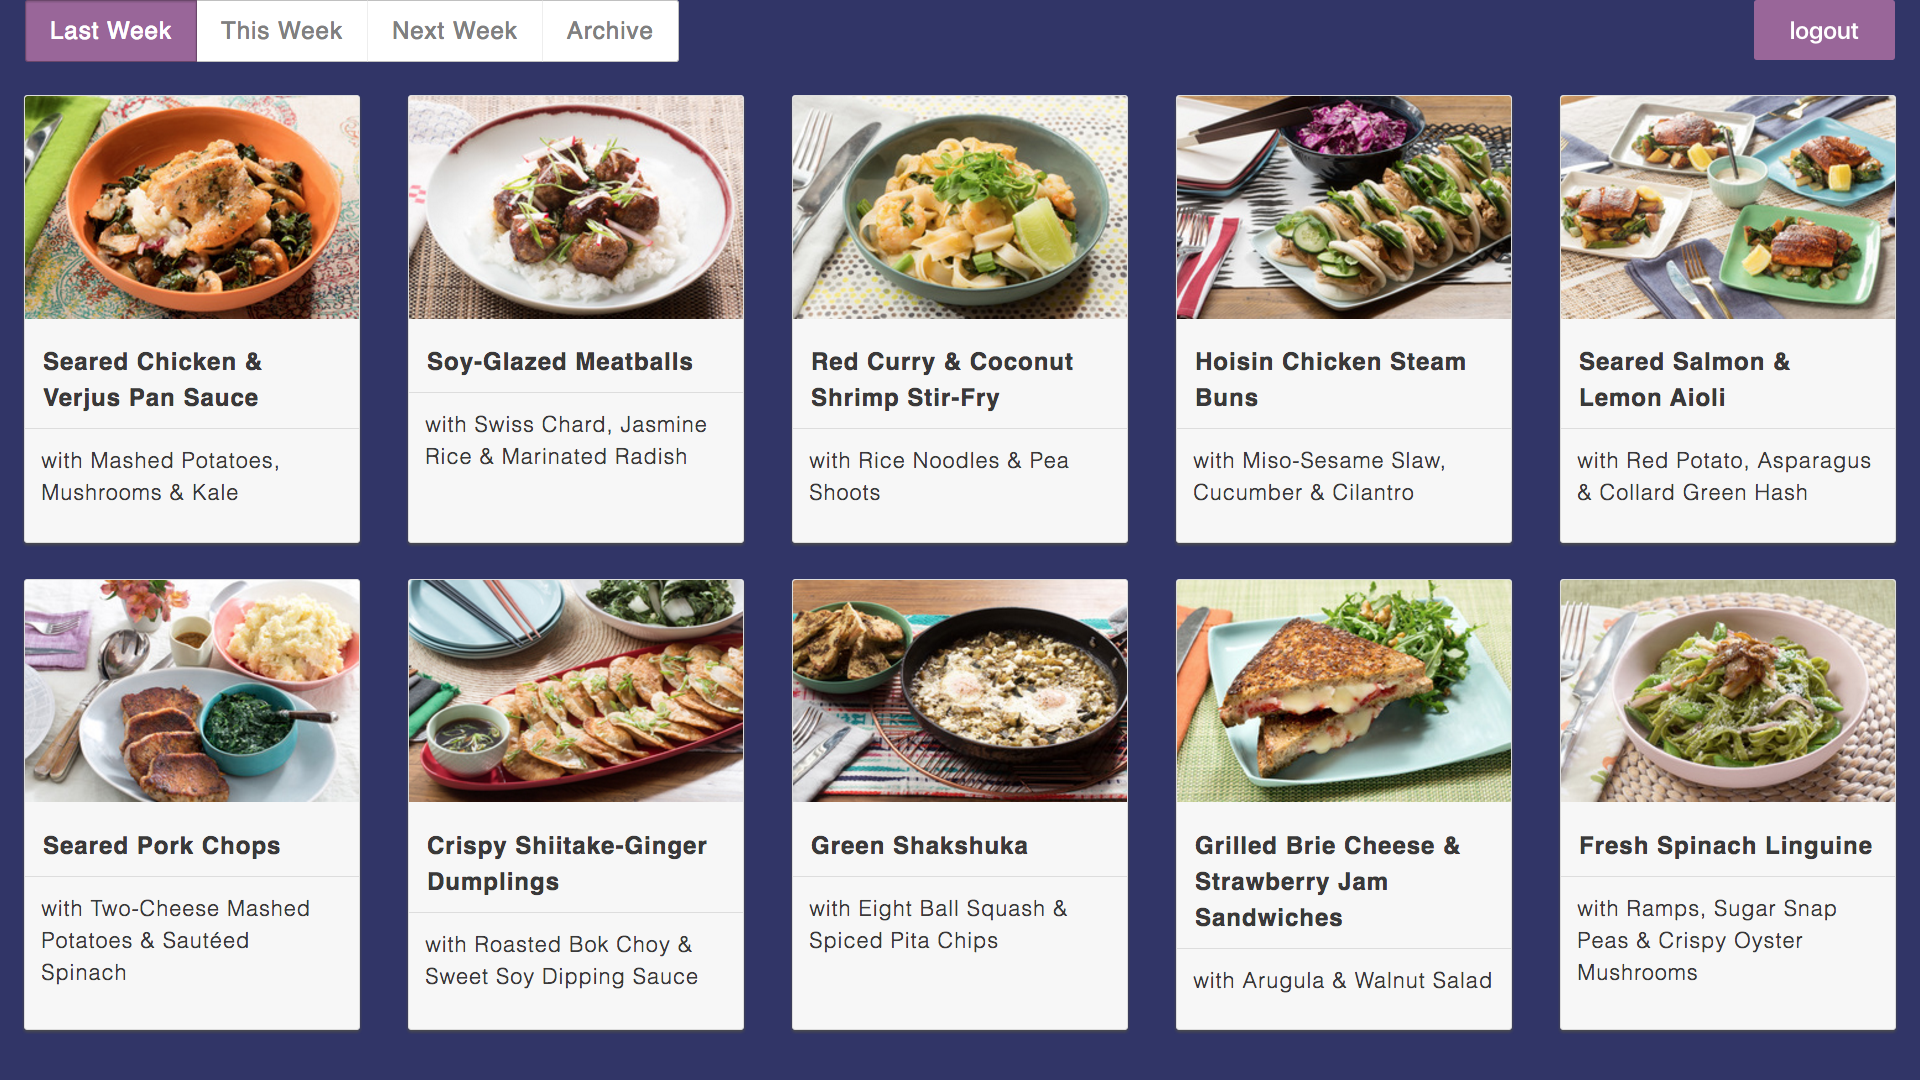 Last Week
This Week
Next Week
Archive
logout
Seared Chicken &
Verjus Pan Sauce
with Mashed Potatoes,
Mushrooms & Kale
Soy-Glazed Meatballs
with Swiss Chard, Jasmine
Rice & Marinated Radish
Red Curry & Coconut
Shrimp Stir-Fry
with Rice Noodles & Pea
Shoots
Hoisin Chicken Steam
Buns
with Miso-Sesame Slaw,
Cucumber & Cilantro
Seared Salmon &
Lemon Aioli
with Red Potato, Asparagus
& Collard Green Hash
Seared Pork Chops
with Two-Cheese Mashed
Potatoes & Sautéed
Spinach
Crispy Shiitake-Ginger
Dumplings
with Roasted Bok Choy &
Sweet Soy Dipping Sauce
Green Shakshuka
with Eight Ball Squash &
Spiced Pita Chips
Grilled Brie Cheese &
Strawberry Jam
Sandwiches
with Arugula & Walnut Salad
Fresh Spinach Linguine
with Ramps, Sugar Snap
Peas & Crispy Oyster
Mushrooms